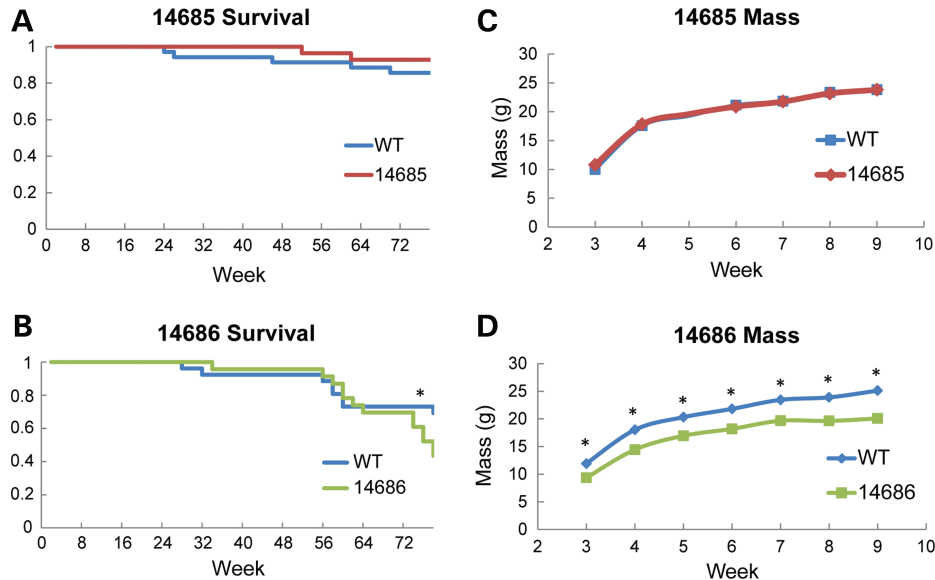 A
14685 Survival
1
0.8
0.6
0.4
0.2
0
0 8 16 24 32 40 48 56 64 72
Week
WT
14685
C
14685 Mass
30
25
20
15
10
5
0
2 3 4 5 6 7 8 9 10
Mass (g)
Week
WT
14685
B
14686 Survival
1
0.8
0.6
0.4
0.2
0
0 8 16 24 32 40 48 56 64 72
Week
*
WT
14686
D
14686 Mass
30
25
20
15
10
5
0
2 3 4 5 6 7 8 9 10
Mass (g)
Week
* * * * * * *
WT
14686